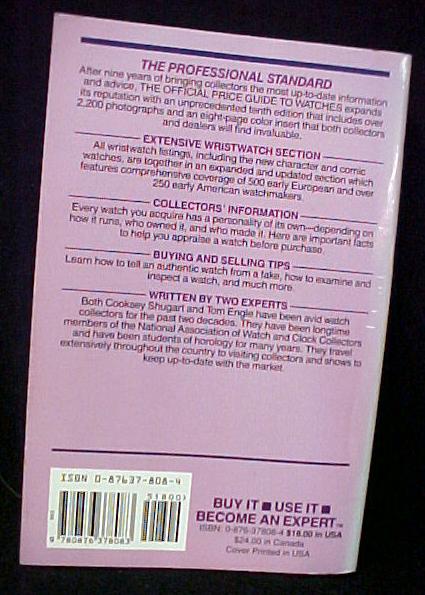 THE PROFESSIONAL STANDARD
After nine years of bringing collectors the most up-to-date information
and advice, THE OFFICIAL PRICE GUIDE TO WATCHES expands
its reputation with an unprecedented tenth edition that includes over
2,200 photographs and an eight-page color insert that both collectors
and dealers will find invaluable.
EXTENSIVE WRISTWATCH SECTION
All wristwatch listings, including the new character and comic
watches, are together in an expanded and updated section which
features comprehensive coverage of 500 early European and over
250 early American watchmakers.
COLLECTORS' INFORMATION
Every watch you acquire has a personality of its own—depending on
how it runs, who owned it, and who made it. Here are important facts
to help you appraise a watch before purchase.
BUYING AND SELLING TIPS
Learn how to tell an authentic watch from a fake, how to examine and
inspect a watch, and much more.
WRITTEN BY TWO EXPERTS
Both Cooksey Shugart and Tom Engle have been avid watch
collectors for the past two decades. They have been longtime
members of the National Association of Watch and Clock Collectors
and have been students of horology for many years. They travel
extensively throughout the country to visiting collectors and shows to
keep up-to-date with the market.
ISBN 0-87637-808-4
51800>
9 780876 378083
BUY IT ■ USE IT ■
BECOME AN EXPERT™
ISBN: 0-876-37808-4 $18.00 in USA
$24.00 in Canada
Cover Printed in USA